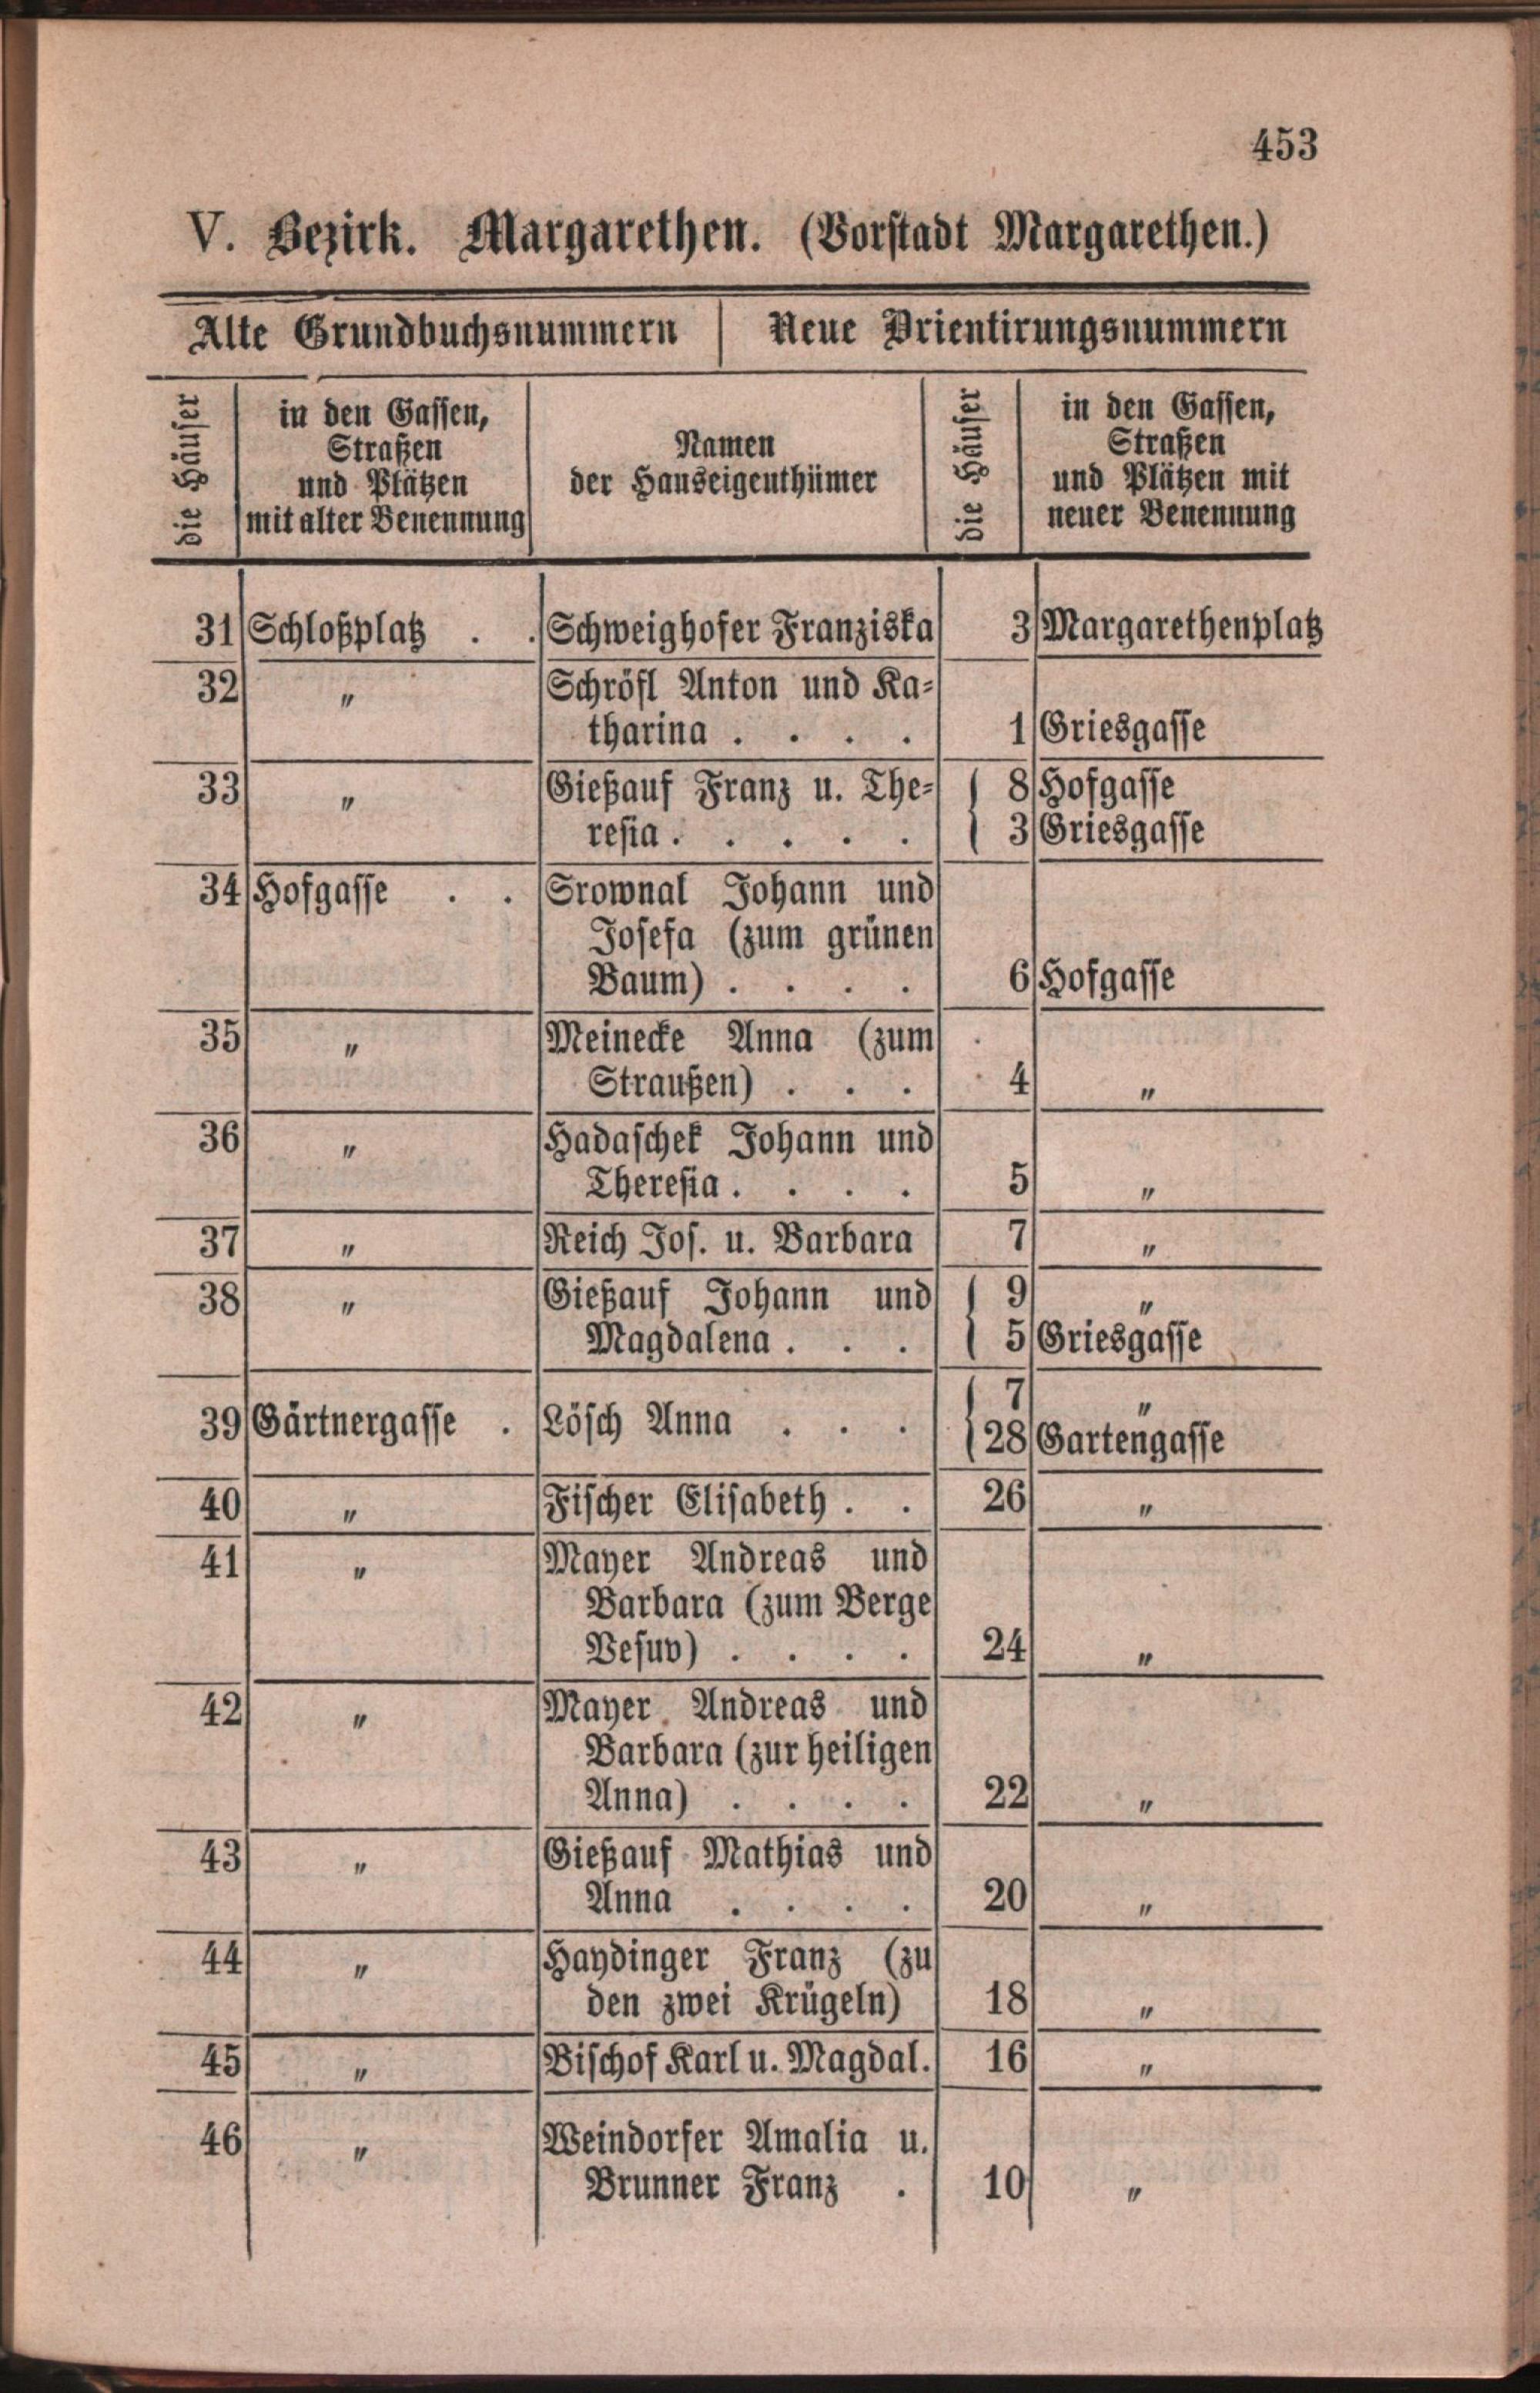 453
V. Bezirk. Margarethen. (Vorstadt Margarethen.)
Alte Grundbuchsnummern | Neue Orientirungsnummern
die Häuser
in den Gassen,
Straßen
und Plätzen
mit alter Benennung
Namen
der Hauseigenthümer
die Häuser
in den Gassen,
Straßen
und Plätzen mit
neuer Benennung
31 Schloßplatz . . Schweighofer Franziska 3 Margarethenplatz
32 " Schröfl Anton und Ka-
tharina . . . . 1 Griesgasse
33 " Gießauf Franz u. The- { 8 Hofgasse
resia . . . . . { 3 Griesgasse
34 Hofgasse . . Srownal Johann und
Josefa (zum grünen
Baum) . . . . 6 Hofgasse
35 " Meinecke Anna (zum
Straußen) . . . 4 "
36 " Hadaschek Johann und
Theresia . . . . 5 "
37 " Reich Jos. u. Barbara 7 "
38 " Gießauf Johann und { 9 "
Magdalena . . . { 5 Griesgasse
{ 7 "
39 Gärtnergasse . Lösch Anna . . . { 28 Gartengasse
40 " Fischer Elisabeth . . 26 "
41 " Mayer Andreas und
Barbara (zum Berge
Vesuv) . . . . 24 "
42 " Mayer Andreas und
Barbara (zur heiligen
Anna) . . . . 22 "
43 " Gießauf Mathias und
Anna . . . . 20 "
44 " Haydinger Franz (zu
den zwei Krügeln) 18 "
45 " Bischof Karl u. Magdal. 16 "
46 " Weindorfer Amalia u.
Brunner Franz . 10 "